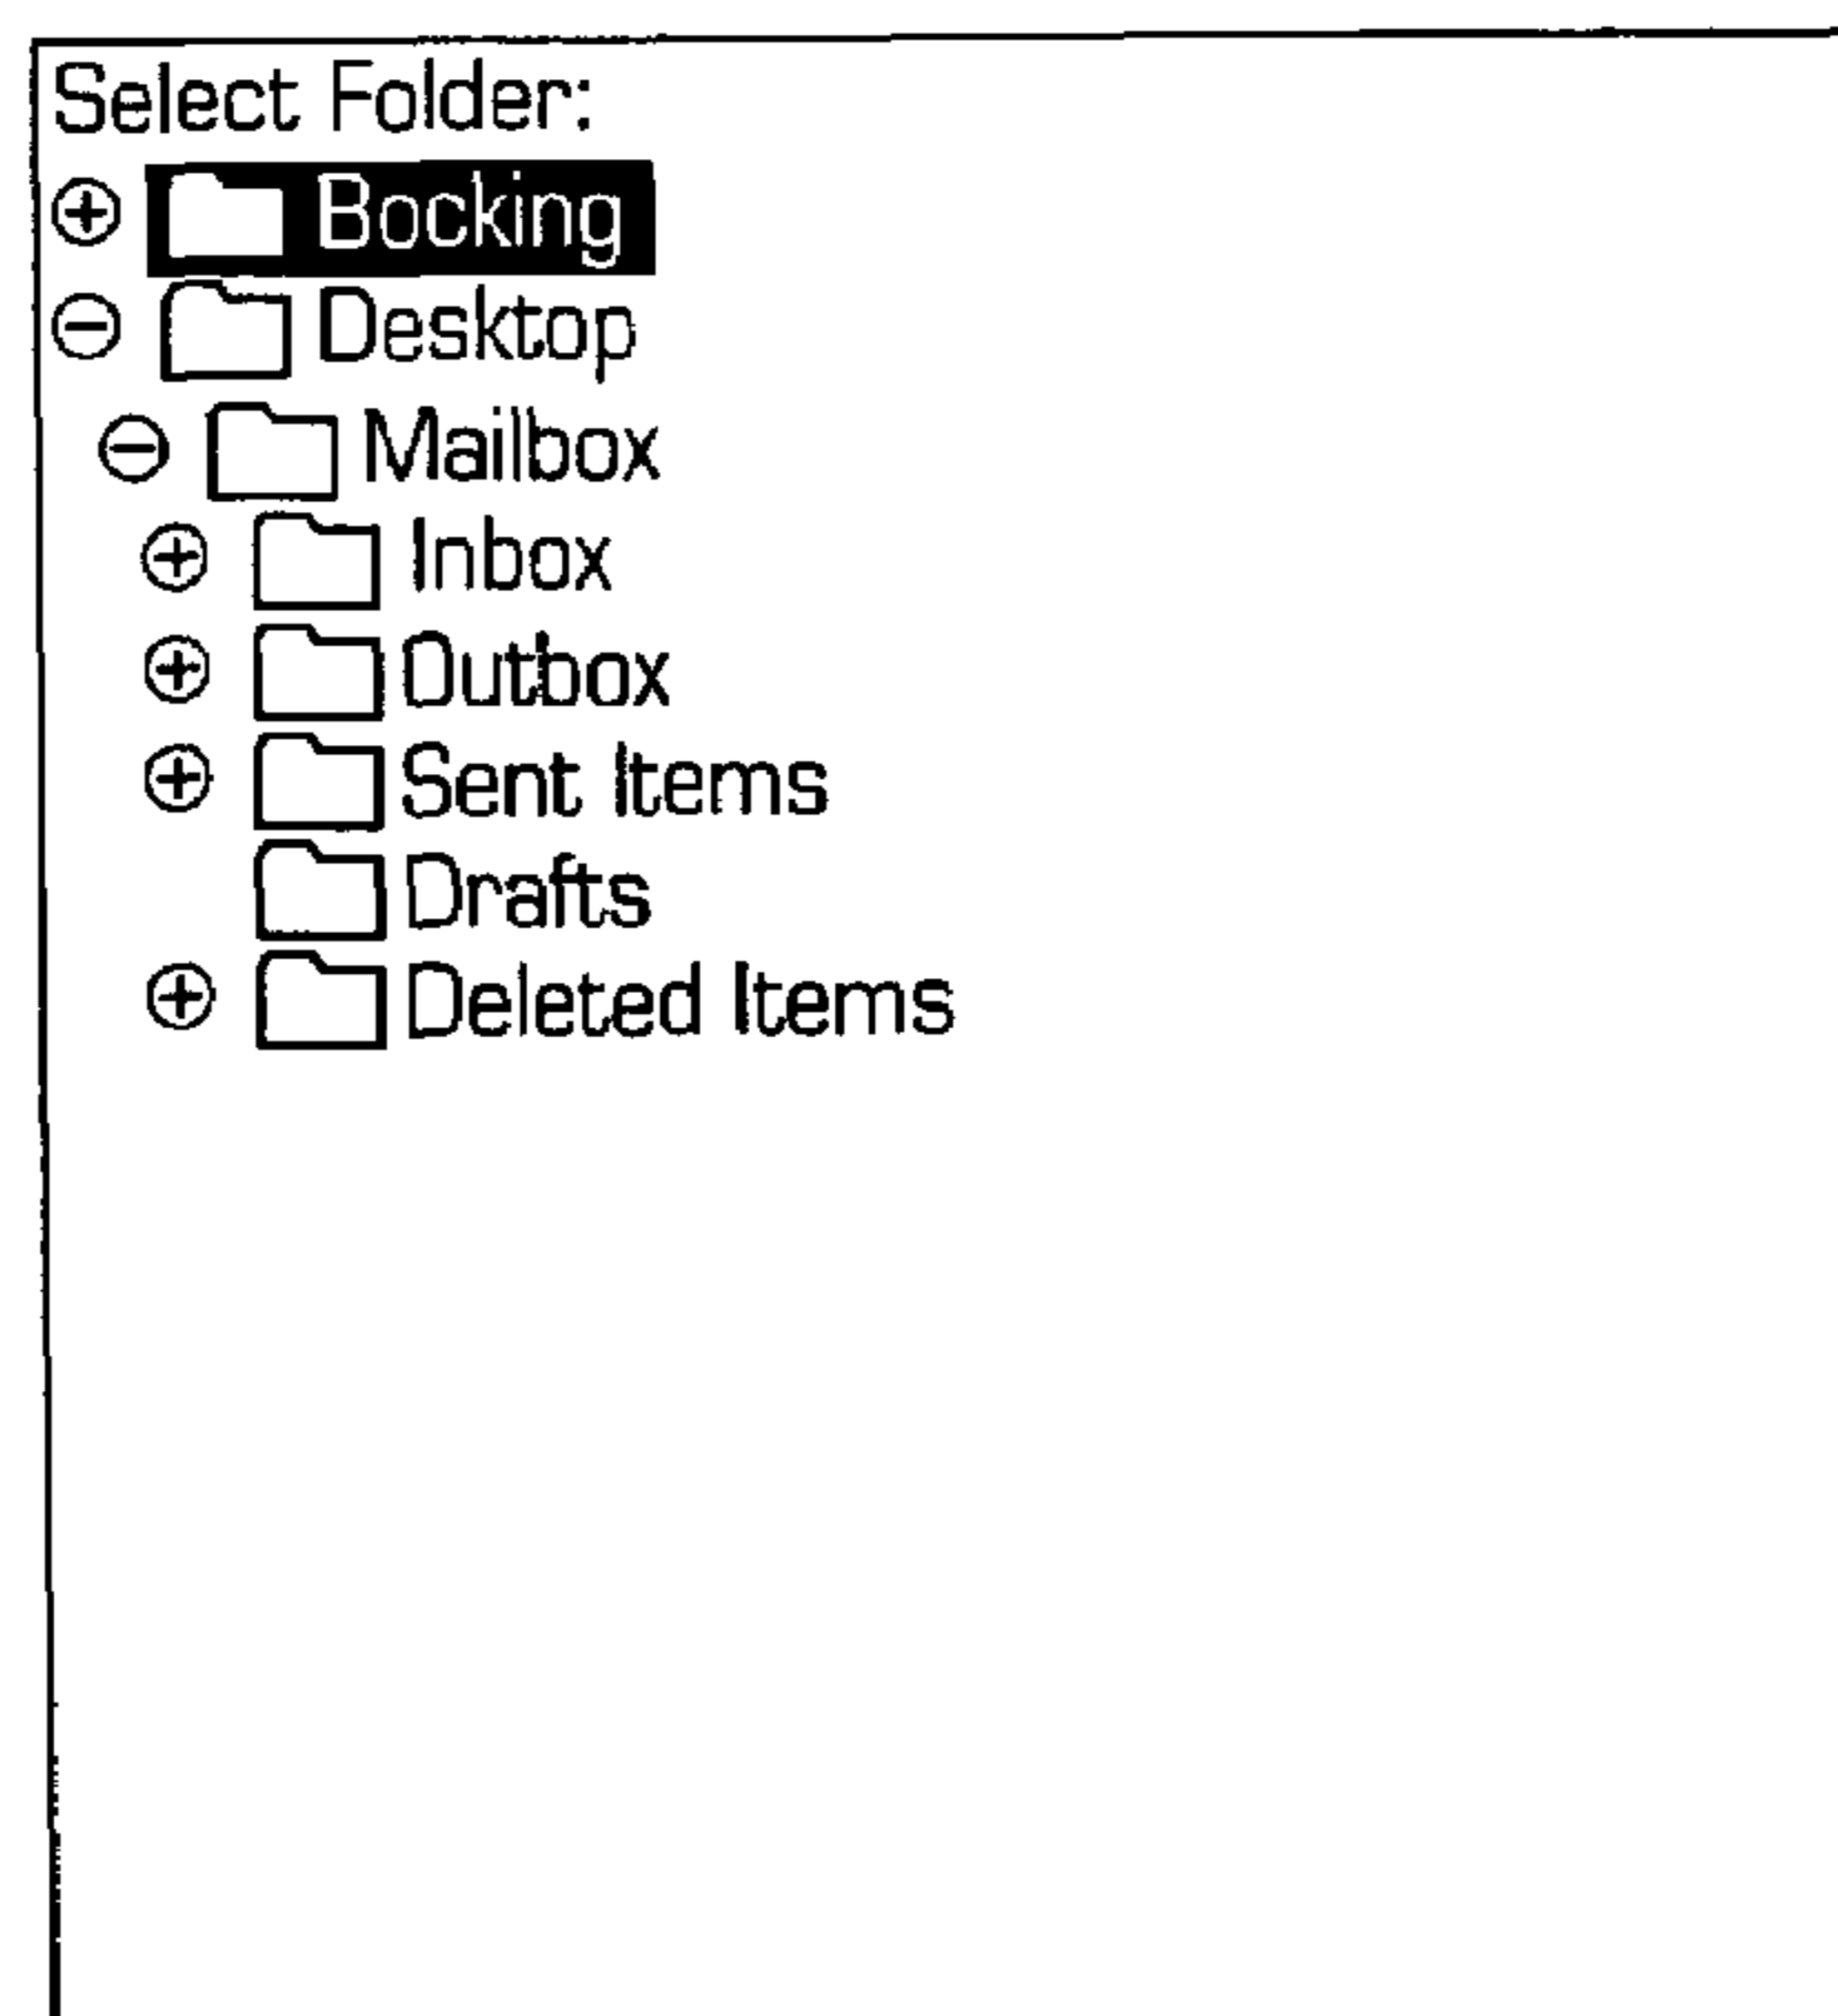 Select Folder:
Bocking
Desktop
Mailbox
Inbox
Outbox
Sent Items
Drafts
Deleted Items